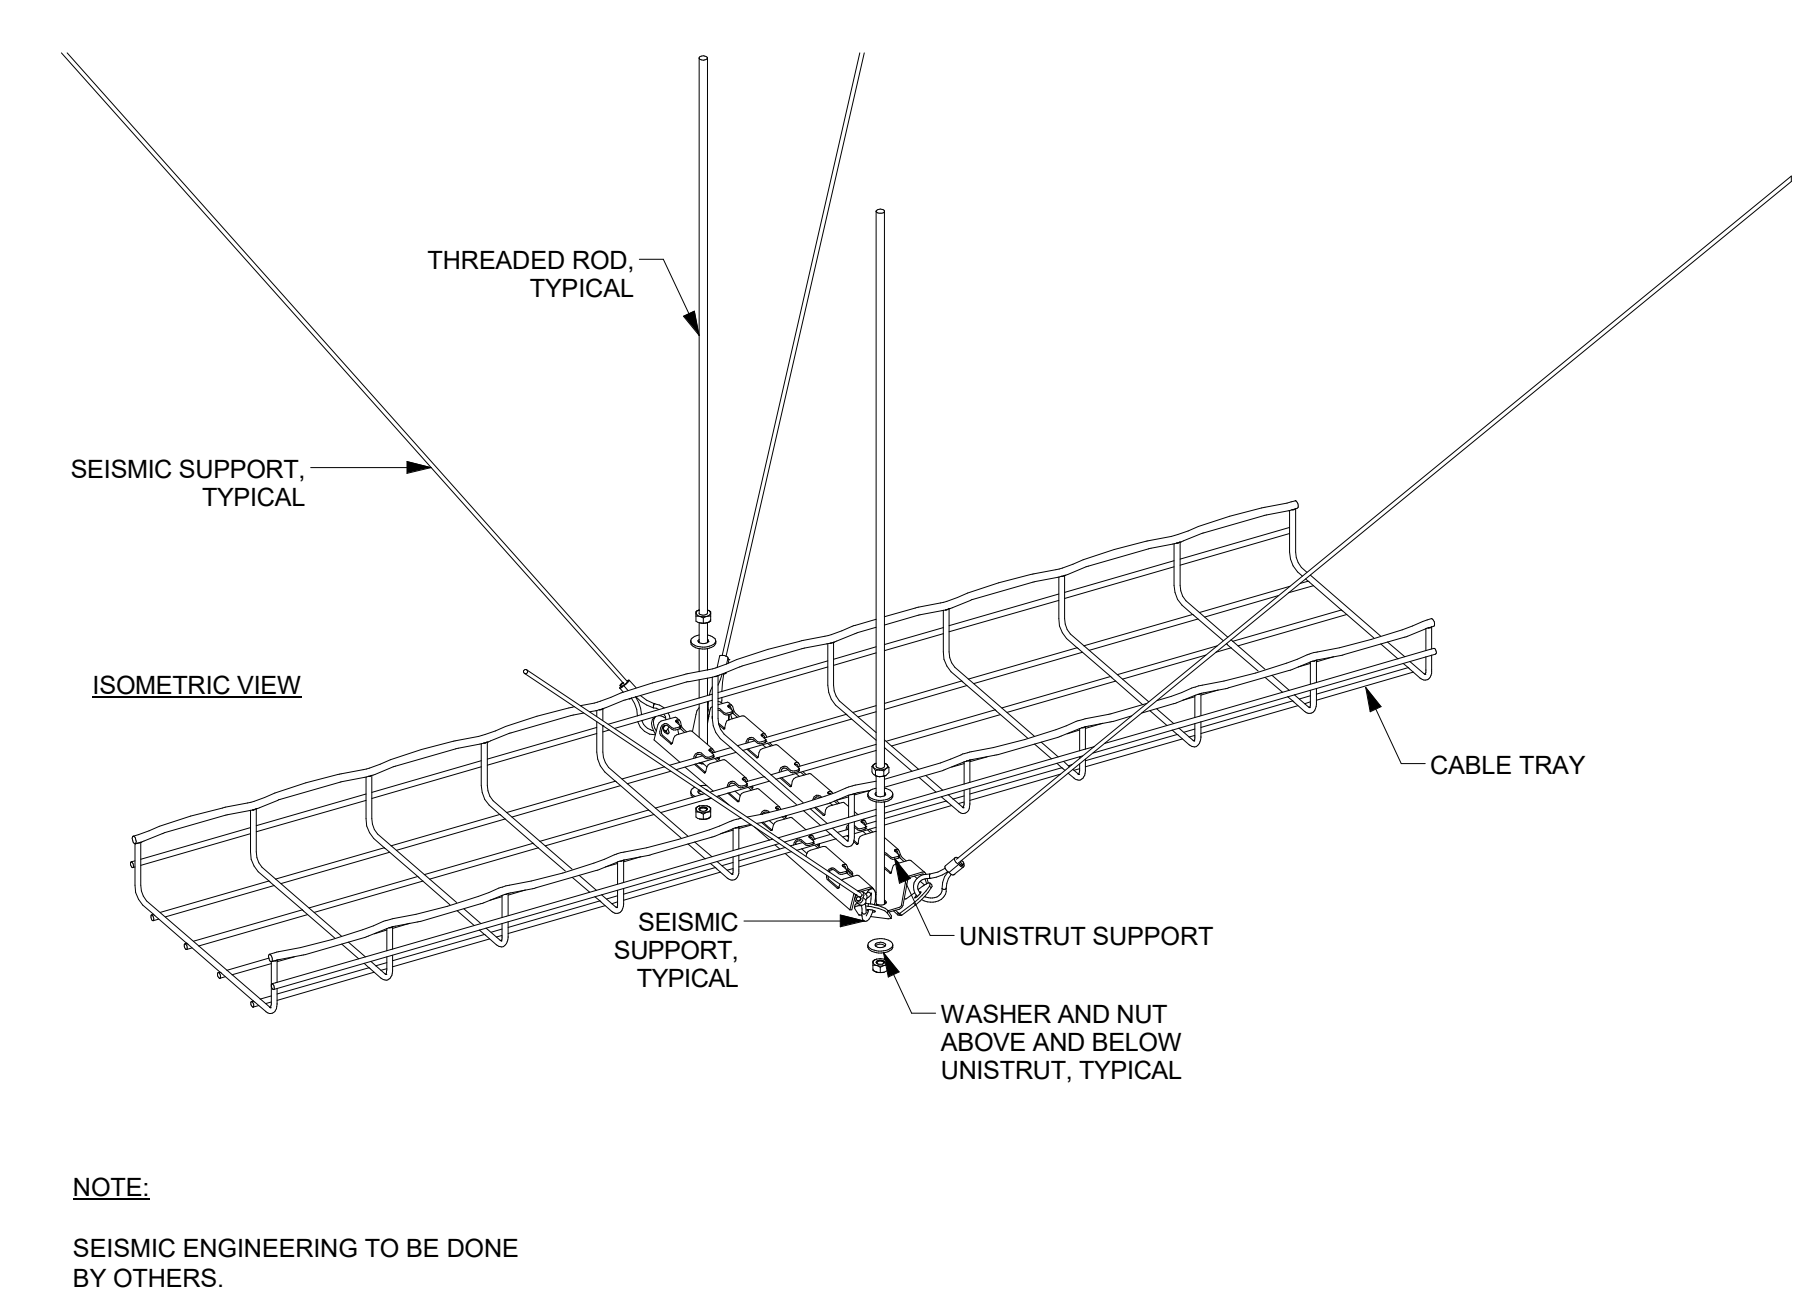 THREADED ROD,
TYPICAL
SEISMIC SUPPORT,
TYPICAL
ISOMETRIC VIEW
CABLE TRAY
SEISMIC
SUPPORT,
TYPICAL
UNISTRUT SUPPORT
WASHER AND NUT
ABOVE AND BELOW
UNISTRUT, TYPICAL
NOTE:
SEISMIC ENGINEERING TO BE DONE
BY OTHERS.